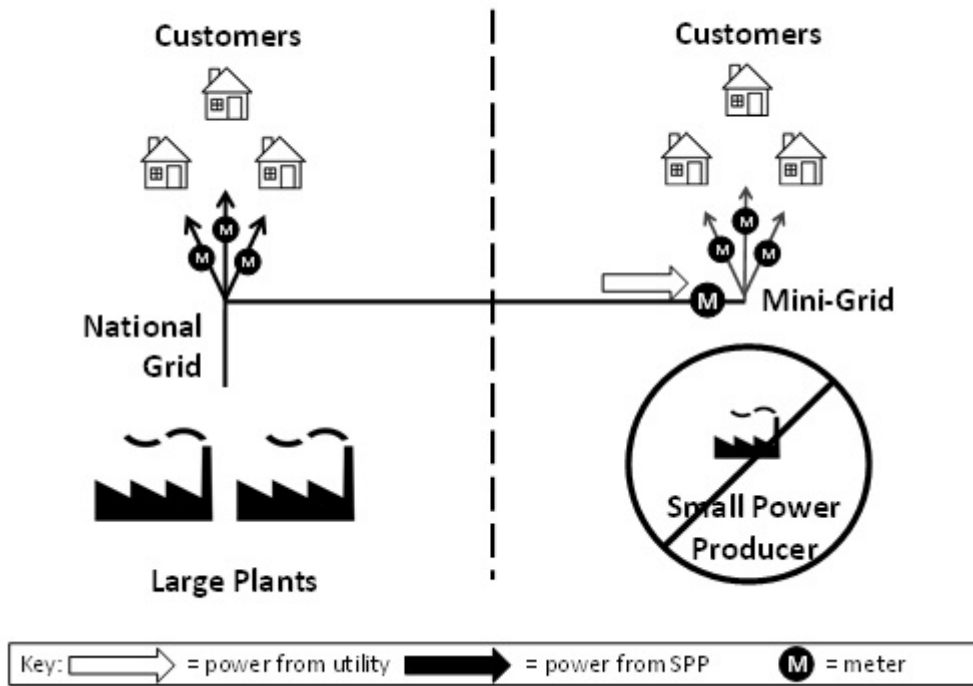 Customers
Customers
M
M
M
M
M
M
M
National
Grid
Mini-Grid
Large Plants
Small Power
Producer
Key: = power from utility = power from SPP M = meter